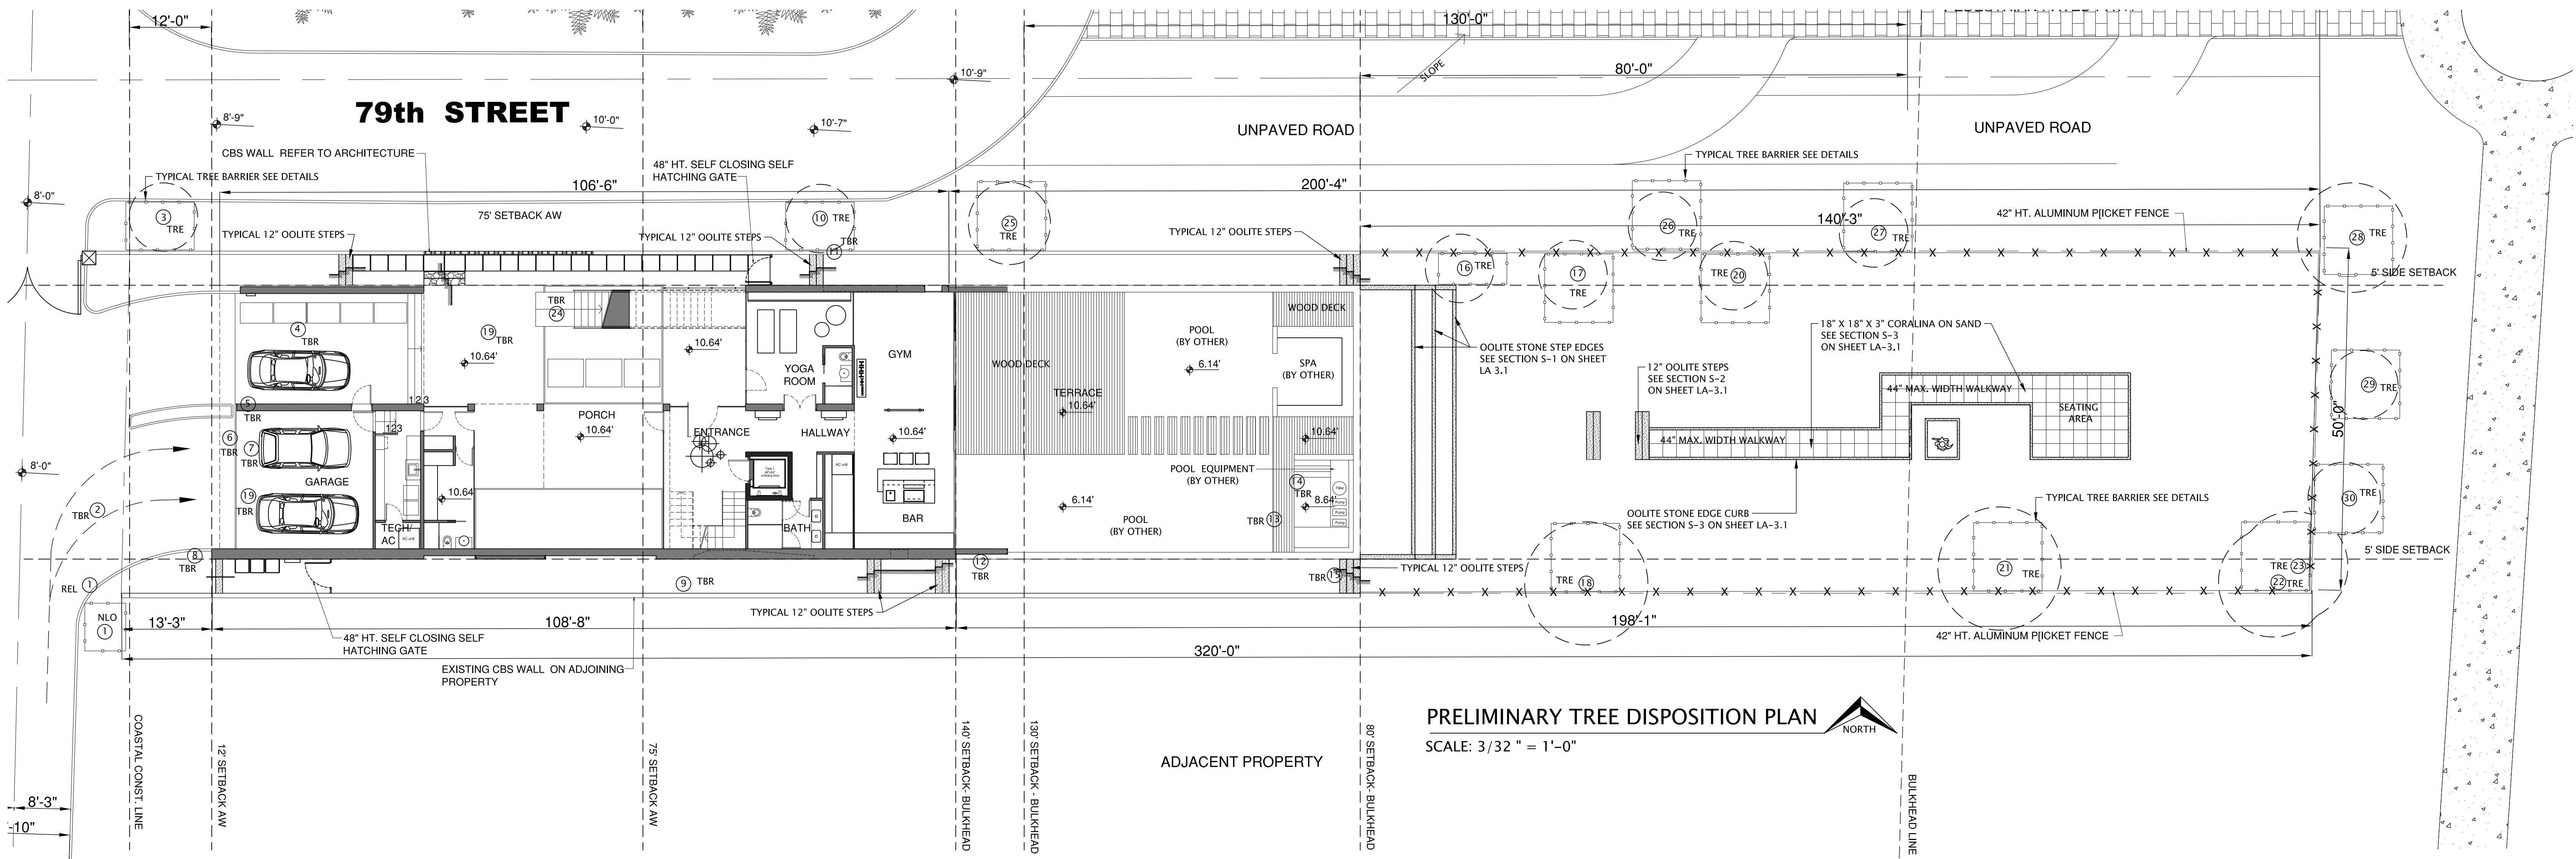 12'-0"
130'-0"
10'-9"
80'-0"
SLOPE
79th STREET
8'-9"
10'-0"
10'-7"
UNPAVED ROAD
UNPAVED ROAD
CBS WALL REFER TO ARCHITECTURE
48" HT. SELF CLOSING SELF
HATCHING GATE
TYPICAL TREE BARRIER SEE DETAILS
TYPICAL TREE BARRIER SEE DETAILS
8'-0"
106'-6"
200'-4"
75' SETBACK AW
140'-3"
42" HT. ALUMINUM P[ICKET FENCE
3
TRE
10 TRE
25
TRE
26 TRE
27 TRE
28 TRE
TYPICAL 12" OOLITE STEPS
TYPICAL 12" OOLITE STEPS
TYPICAL 12" OOLITE STEPS
TBR
11
16 TRE
17
TRE
TRE 20
5' SIDE SETBACK
4
TBR
19
TBR
10.64'
TBR
24
10.64'
YOGA
ROOM
GYM
WOOD DECK
TERRACE
10.64'
POOL
(BY OTHER)
6.14'
WOOD DECK
SPA
(BY OTHER)
OOLITE STONE STEP EDGES
SEE SECTION S-1 ON SHEET
LA 3.1
12" OOLITE STEPS
SEE SECTION S-2
ON SHEET LA-3.1
18" X 18" X 3" CORALINA ON SAND
SEE SECTION S-3
ON SHEET LA-3.1
44" MAX. WIDTH WALKWAY
SEATING
AREA
29 TRE
50'-0"
1 2 3
5
TBR
123
6
TBR
7
TBR
PORCH
10.64'
ENTRANCE
HALLWAY
10.64'
10.64'
44" MAX. WIDTH WALKWAY
8'-0"
GARAGE
19
TBR
10.64'
AC unit
POOL EQUIPMENT
(BY OTHER)
14
TBR
8.64'
Filter
Pump
Pump
Pump
TYPICAL TREE BARRIER SEE DETAILS
30 TRE
TBR 2
TECH/
AC
AC unit
BATH
BAR
6.14'
POOL
(BY OTHER)
TBR 13
OOLITE STONE EDGE CURB
SEE SECTION S-3 ON SHEET LA-3.1
5' SIDE SETBACK
8
TBR
12
TBR
TBR 15
TYPICAL 12" OOLITE STEPS
TRE 18
21
TRE
TRE 23
22 TRE
REL 1
9 TBR
TYPICAL 12" OOLITE STEPS
NLO
1
13'-3"
108'-8"
198'-1"
48" HT. SELF CLOSING SELF
HATCHING GATE
42" HT. ALUMINUM P[ICKET FENCE
320'-0"
EXISTING CBS WALL ON ADJOINING
PROPERTY
PRELIMINARY TREE DISPOSITION PLAN
NORTH
SCALE: 3/32 " = 1'-0"
ADJACENT PROPERTY
COASTAL CONST. LINE
12' SETBACK AW
75' SETBACK AW
140' SETBACK- BULKHEAD
130' SETBACK - BULKHEAD
80' SETBACK- BULKHEAD
BULKHEAD LINE
8'-3"
'-10"